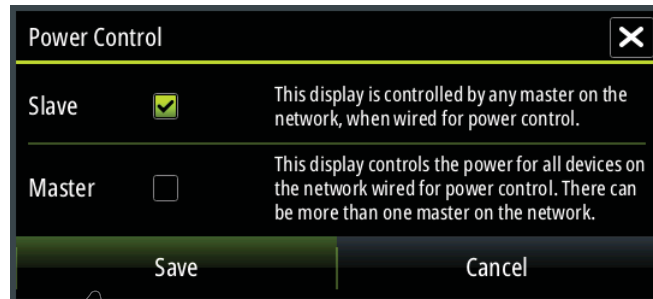 Power Control
Slave
This display is controlled by any master on the
network, when wired for power control.
Master
This display controls the power for all devices on
the network wired for power control. There can
be more than one master on the network.
Save
Cancel